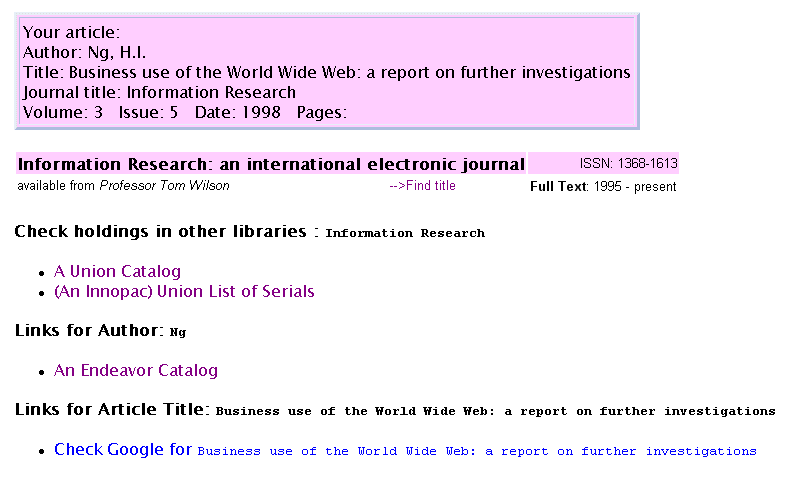 Your article:
Author: Ng, H.I.
Title: Business use of the World Wide Web: a report on further investigations
Journal title: Information Research
Volume: 3 Issue: 5 Date: 1998 Pages:
Information Research: an international electronic journal ISSN: 1368-1613
available from Professor Tom Wilson -->Find title Full Text: 1995 - present
Check holdings in other libraries : Information Research
• A Union Catalog
• (An Innopac) Union List of Serials
Links for Author: Ng
• An Endeavor Catalog
Links for Article Title: Business use of the World Wide Web: a report on further investigations
• Check Google for Business use of the World Wide Web: a report on further investigations